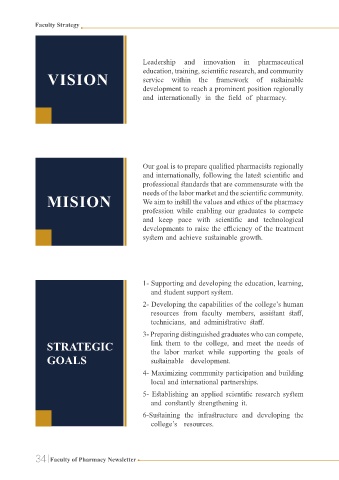 Faculty Strategy
VISION
Leadership and innovation in pharmaceutical
education, training, scientific research, and community
service within the framework of sustainable
development to reach a prominent position regionally
and internationally in the field of pharmacy.
MISION
Our goal is to prepare qualified pharmacists regionally
and internationally, following the latest scientific and
professional standards that are commensurate with the
needs of the labor market and the scientific community.
We aim to instill the values and ethics of the pharmacy
profession while enabling our graduates to compete
and keep pace with scientific and technological
developments to raise the efficiency of the treatment
system and achieve sustainable growth.
STRATEGIC
GOALS
1- Supporting and developing the education, learning,
and student support system.
2- Developing the capabilities of the college's human
resources from faculty members, assistant staff,
technicians, and administrative staff.
3- Preparing distinguished graduates who can compete,
link them to the college, and meet the needs of
the labor market while supporting the goals of
sustainable development.
4- Maximizing community participation and building
local and international partnerships.
5- Establishing an applied scientific research system
and constantly strengthening it.
6-Sustaining the infrastructure and developing the
college's resources.
34 Faculty of Pharmacy Newsletter